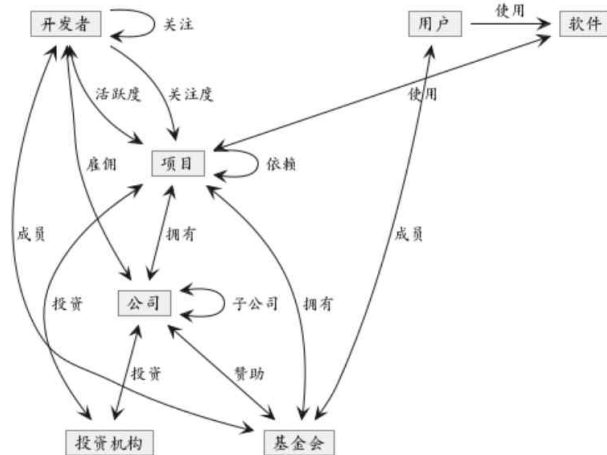 开发者
关注
用户
使用
软件
活跃度
关注度
使用
雇佣
项目
依赖
成员
拥有
成员
投资
公司
子公司
拥有
投资
赞助
投资机构
基金会